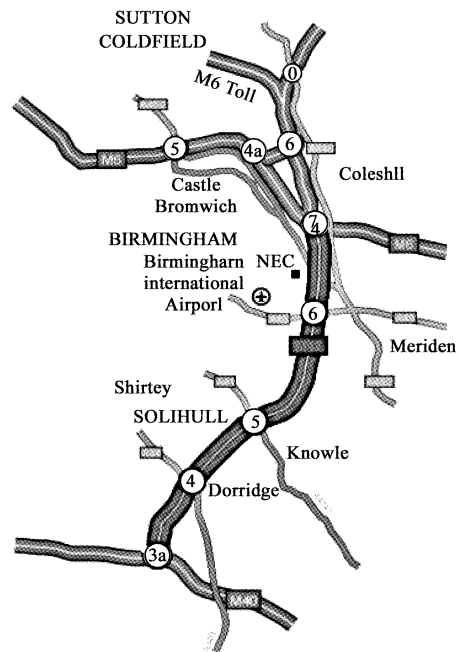 SUTTON
COLDFIELD
0
M6 Toll
M6
5
4a
6
Coleshll
Castle
Bromwich
7
4
M6
BIRMINGHAM
Birmingharn
international
Airporl
NEC
6
Meriden
Shirtey
SOLIHULL
5
Knowle
4
Dorridge
3a
M40